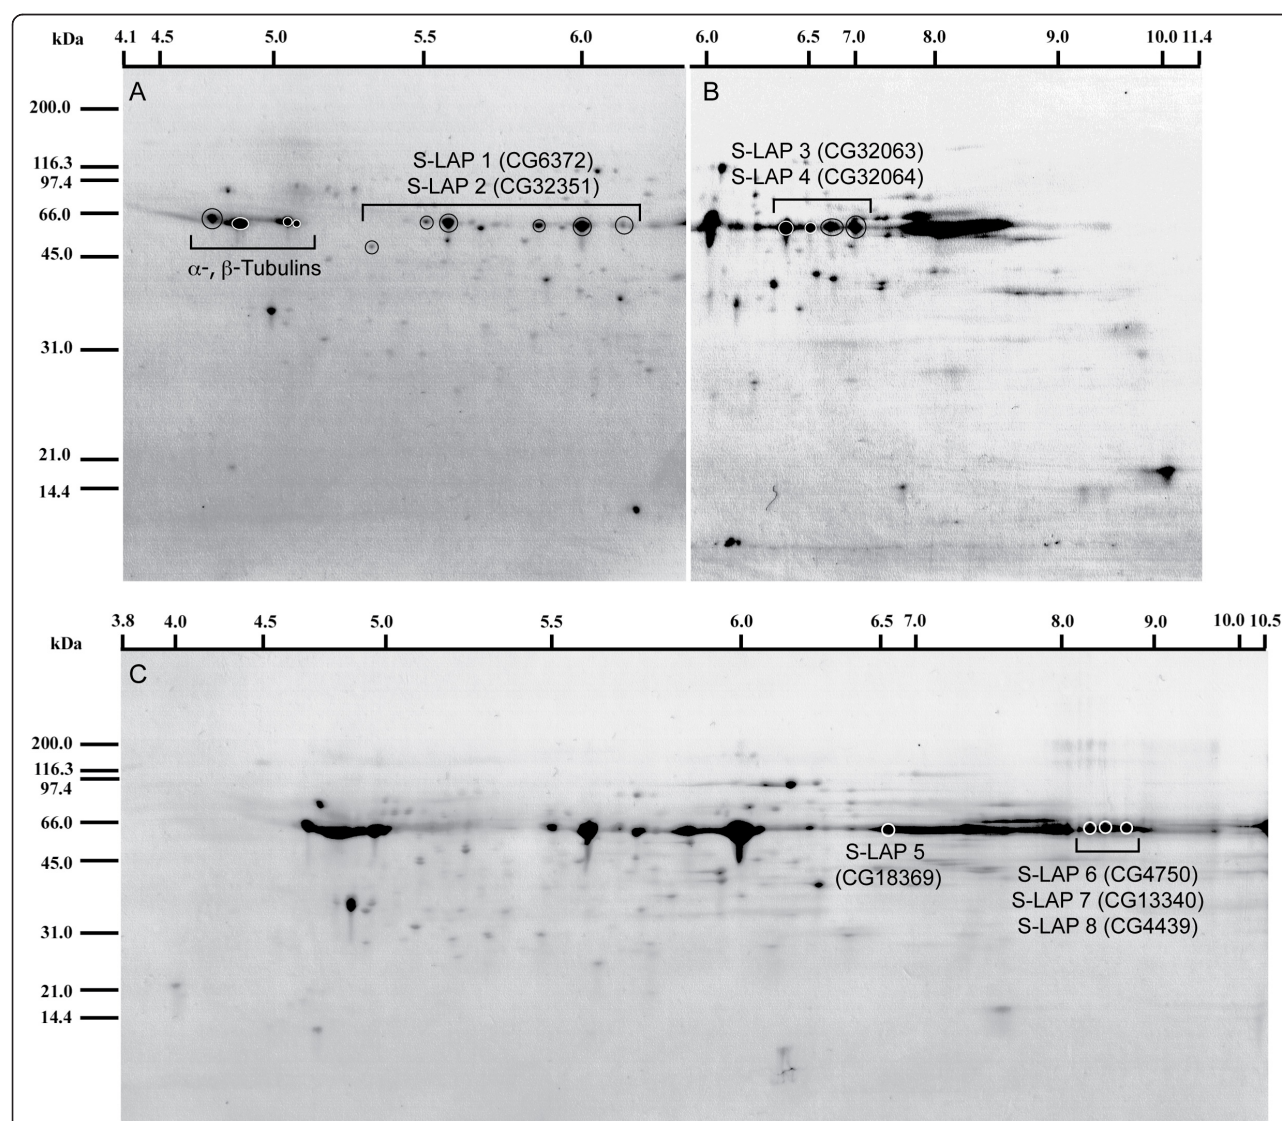 kDa 4.1 4.5 5.0 5.5 6.0 6.0 6.5 7.0 8.0 9.0 10.0 11.4
A
B
200.0
116.3
97.4
66.0
45.0
31.0
21.0
14.4
S-LAP 1 (CG6372)
S-LAP 2 (CG32351)
α-, β-Tubulins
S-LAP 3 (CG32063)
S-LAP 4 (CG32064)
3.8 4.0 4.5 5.0 5.5 6.0 6.5 7.0 8.0 9.0 10.0 10.5
kDa
C
200.0
116.3
97.4
66.0
45.0
31.0
21.0
14.4
S-LAP 5
(CG18369)
S-LAP 6 (CG4750)
S-LAP 7 (CG13340)
S-LAP 8 (CG4439)